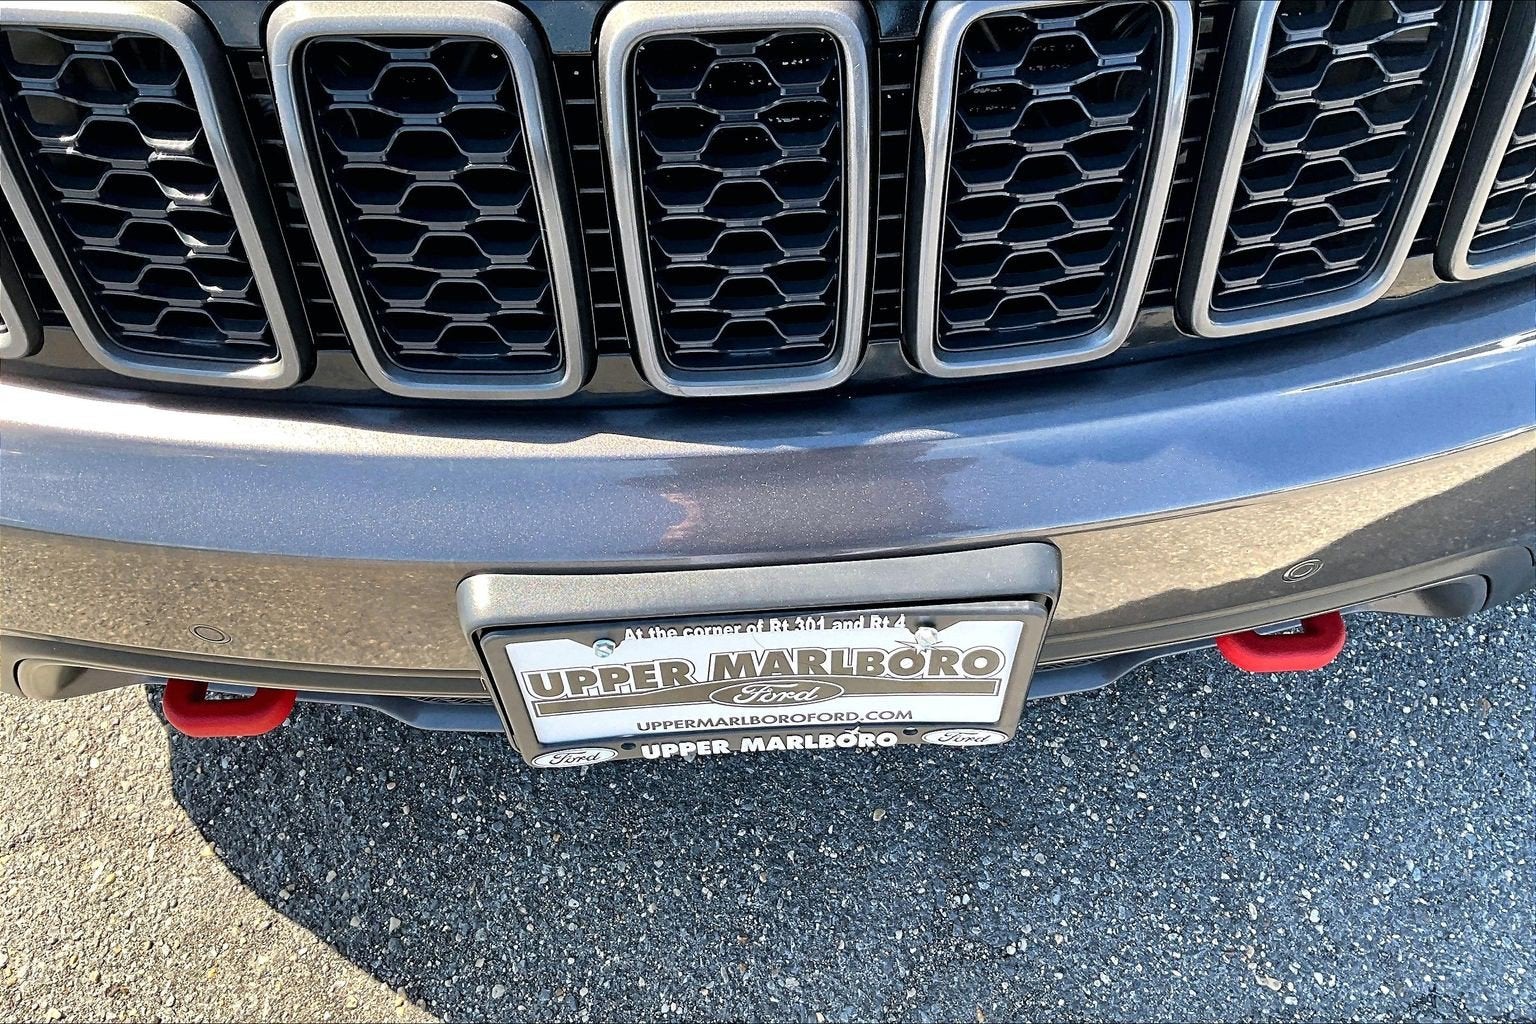 At the corner of Rt 301 and Rt 4
UPPER MARLBORO
Ford
UPPERMARLBOROFORD.COM
Ford UPPER MARLBORO Ford